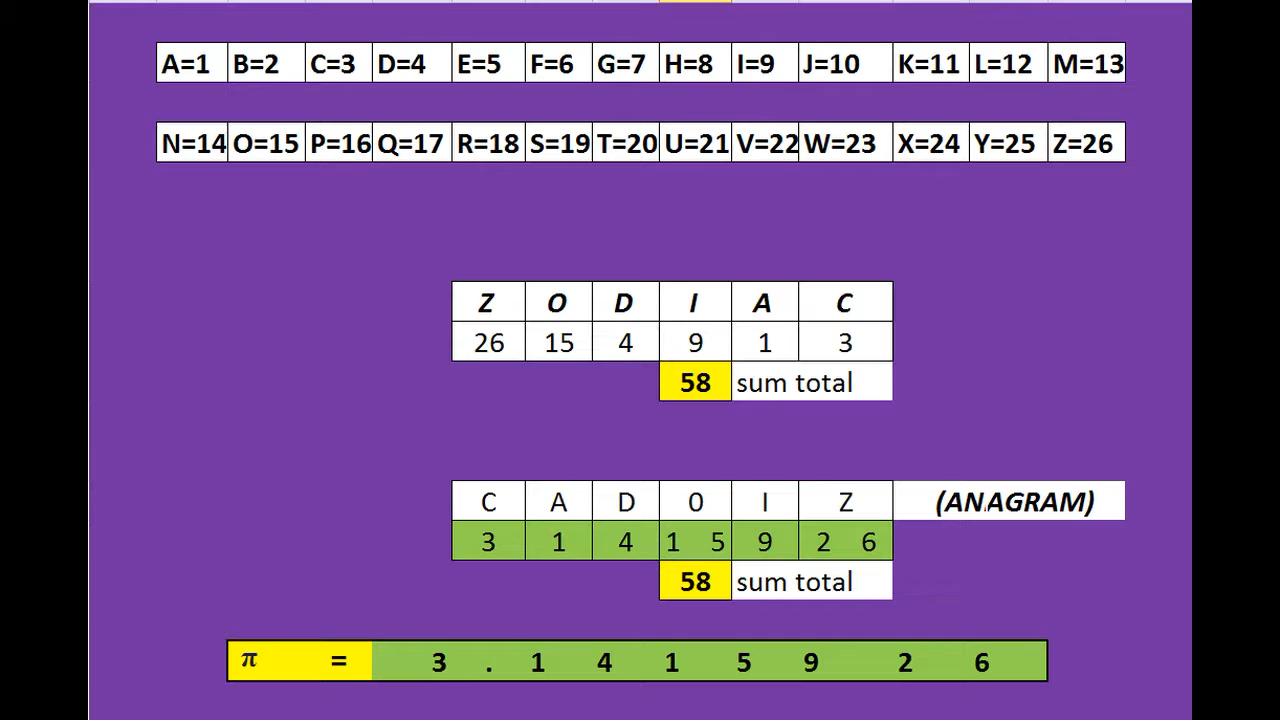 A=1 B=2 C=3 D=4 E=5 F=6 G=7 H=8 I=9 J=10 K=11 L=12 M=13
N=14 O=15 P=16 Q=17 R=18 S=19 T=20 U=21 V=22 W=23 X=24 Y=25 Z=26
Z O D I A C
26 15 4 9 1 3
58 sum total
C A D 0 I Z (ANAGRAM)
3 1 4 1 5 9 2 6
58 sum total
π = 3 . 1 4 1 5 9 2 6